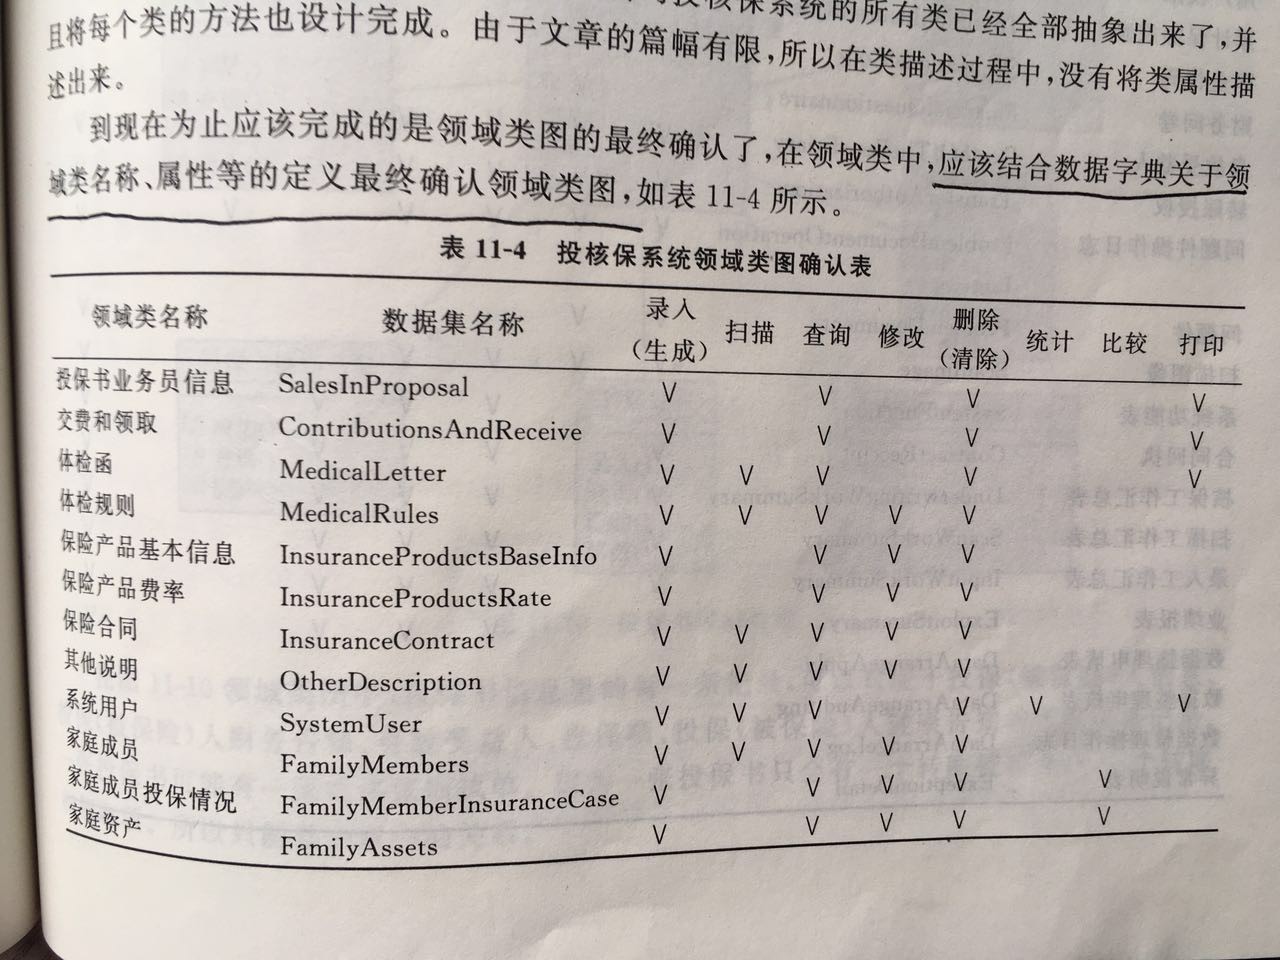 投核保系统的所有类已经全部抽象出来了，并
且将每个类的方法也设计完成。由于文章的篇幅有限，所以在类描述过程中，没有将类属性描
述出来。
到现在为止应该完成的是领域类图的最终确认了，在领域类中，应该结合数据字典关于领
域类名称、属性等的定义最终确认领域类图，如表 11-4 所示。
表 11-4 投核保系统领域类图确认表
领域类名称 数据集名称 录入（生成） 扫描 查询 修改 删除（清除） 统计 比较 打印
投保书业务员信息 SalesInProposal √ √ √ √
交费和领取 ContributionsAndReceive √ √ √ √
体检函 MedicalLetter √ √ √ √ √
体检规则 MedicalRules √ √ √ √ √
保险产品基本信息 InsuranceProductsBaseInfo √ √ √ √
保险产品费率 InsuranceProductsRate √ √ √ √
保险合同 InsuranceContract √ √ √ √ √
其他说明 OtherDescription √ √ √ √ √
系统用户 SystemUser √ √ √ √ √ √
家庭成员 FamilyMembers √ √ √ √ √
家庭成员投保情况 FamilyMemberInsuranceCase √ √ √ √ √
家庭资产 FamilyAssets √ √ √ √ √